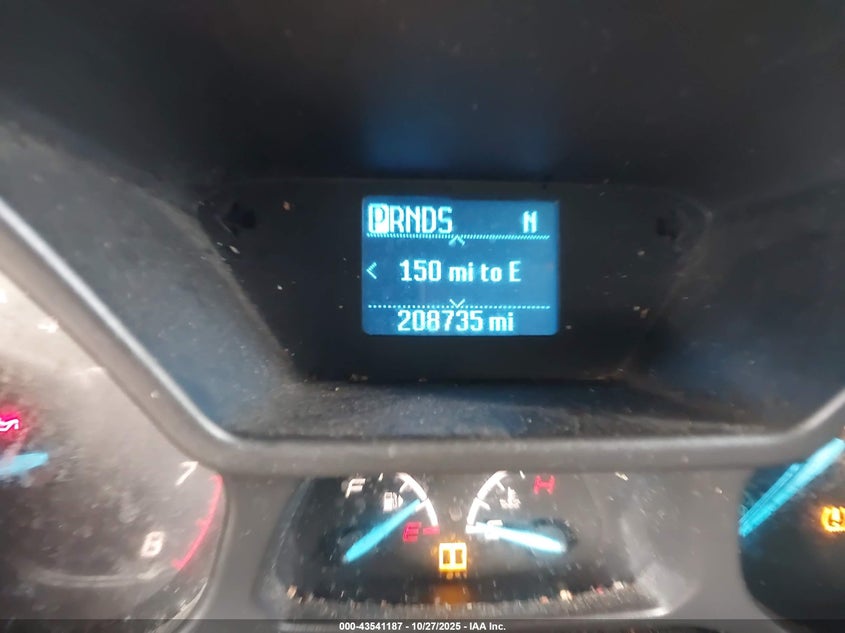 PRNDS N
< 150 mi to E
208735 mi
7
8
F
E
H
C
000-43541187 - 10/27/2025 - IAA Inc.